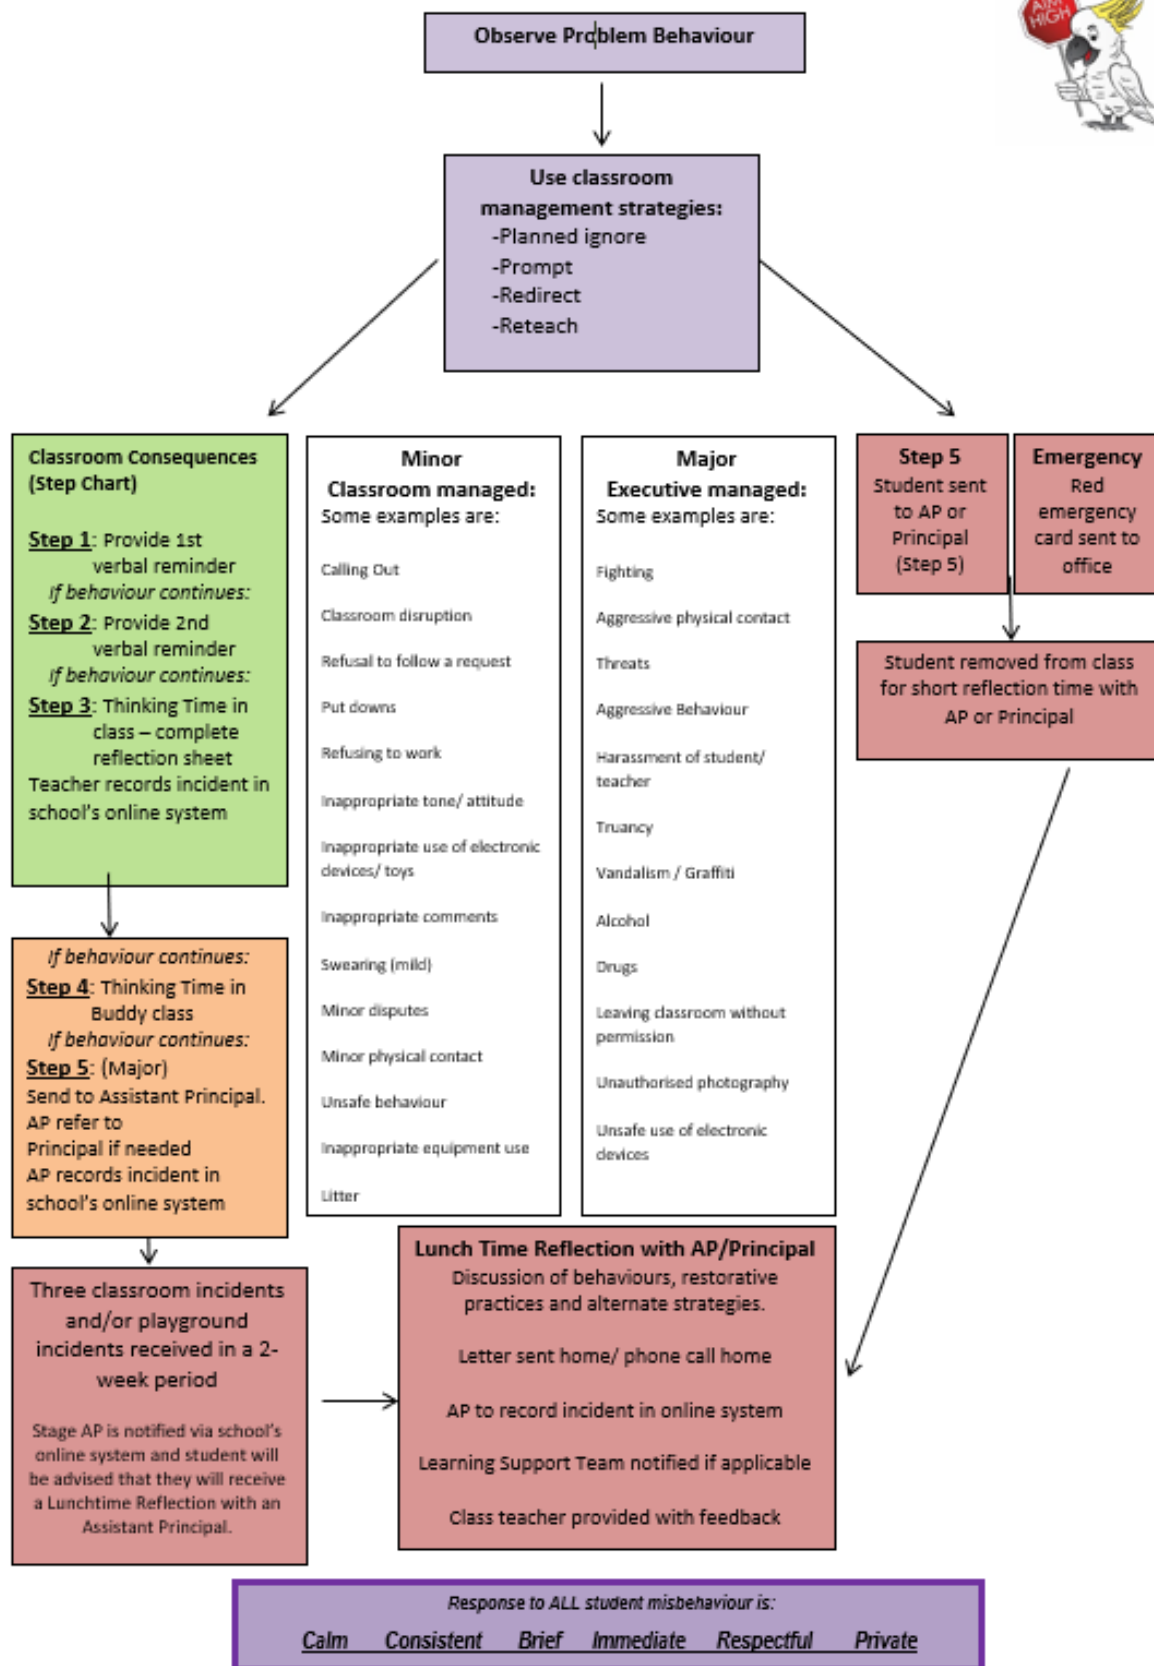 AIM
HIGH
Observe Problem Behaviour
Use classroom
management strategies:
-Planned ignore
-Prompt
-Redirect
-Reteach
Classroom Consequences
(Step Chart)
Step 1: Provide 1st
verbal reminder
If behaviour continues:
Step 2: Provide 2nd
verbal reminder
If behaviour continues:
Step 3: Thinking Time in
class – complete
reflection sheet
Teacher records incident in
school's online system
Minor
Classroom managed:
Some examples are:
Calling Out
Classroom disruption
Refusal to follow a request
Put downs
Refusing to work
Inappropriate tone/ attitude
Inappropriate use of electronic
devices/ toys
Inappropriate comments
Swearing (mild)
Minor disputes
Minor physical contact
Unsafe behaviour
Inappropriate equipment use
Litter
Major
Executive managed:
Some examples are:
Fighting
Aggressive physical contact
Threats
Aggressive Behaviour
Harassment of student/
teacher
Truancy
Vandalism / Graffiti
Alcohol
Drugs
Leaving classroom without
permission
Unauthorised photography
Unsafe use of electronic
devices
Step 5
Student sent
to AP or
Principal
(Step 5)
Emergency
Red
emergency
card sent to
office
Student removed from class
for short reflection time with
AP or Principal
If behaviour continues:
Step 4: Thinking Time in
Buddy class
If behaviour continues:
Step 5: (Major)
Send to Assistant Principal.
AP refer to
Principal if needed
AP records incident in
school's online system
Three classroom incidents
and/or playground
incidents received in a 2-
week period
Stage AP is notified via school's
online system and student will
be advised that they will receive
a Lunchtime Reflection with an
Assistant Principal.
Lunch Time Reflection with AP/Principal
Discussion of behaviours, restorative
practices and alternate strategies.
Letter sent home/ phone call home
AP to record incident in online system
Learning Support Team notified if applicable
Class teacher provided with feedback
Response to ALL student misbehaviour is:
Calm Consistent Brief Immediate Respectful Private